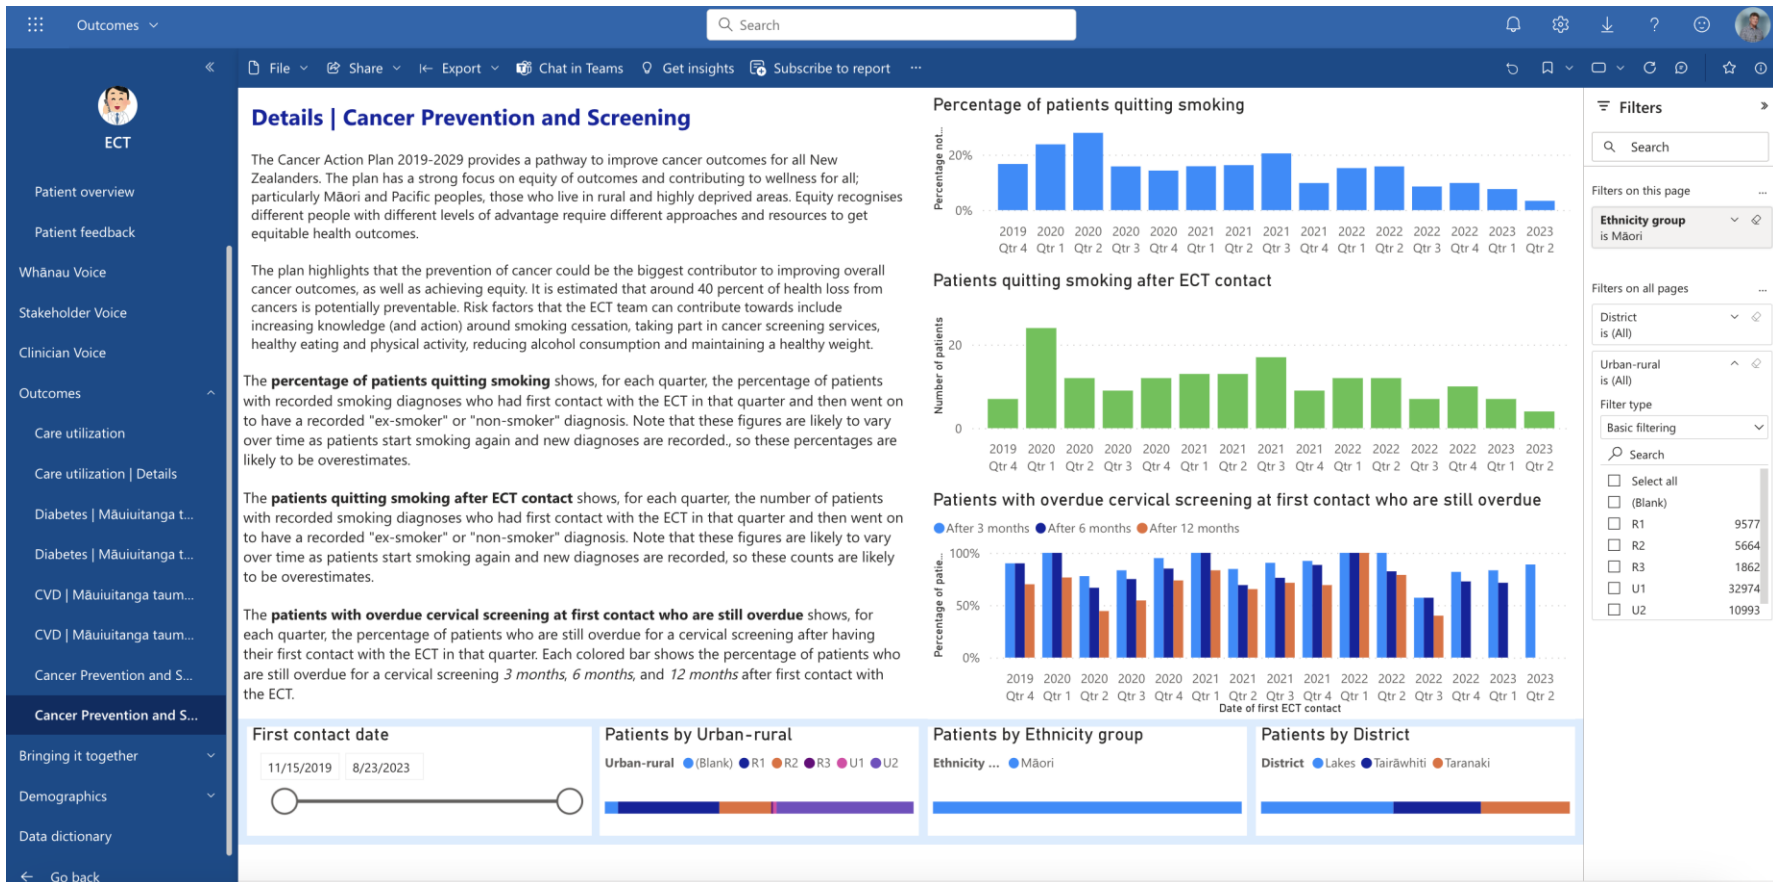 Outcomes
Search
File
Share
Export
Chat in Teams
Get insights
Subscribe to report
ECT
Patient overview
Patient feedback
Whānau Voice
Stakeholder Voice
Clinician Voice
Outcomes
Care utilization
Care utilization | Details
Diabetes | Māuiuitanga t...
Diabetes | Māuiuitanga t...
CVD | Māuiuitanga taum...
CVD | Māuiuitanga taum...
Cancer Prevention and S...
Cancer Prevention and S...
Bringing it together
Demographics
Data dictionary
Go back
Details | Cancer Prevention and Screening
The Cancer Action Plan 2019-2029 provides a pathway to improve cancer outcomes for all New
Zealanders. The plan has a strong focus on equity of outcomes and contributing to wellness for all;
particularly Māori and Pacific peoples, those who live in rural and highly deprived areas. Equity recognises
different people with different levels of advantage require different approaches and resources to get
equitable health outcomes.
The plan highlights that the prevention of cancer could be the biggest contributor to improving overall
cancer outcomes, as well as achieving equity. It is estimated that around 40 percent of health loss from
cancers is potentially preventable. Risk factors that the ECT team can contribute towards include
increasing knowledge (and action) around smoking cessation, taking part in cancer screening services,
healthy eating and physical activity, reducing alcohol consumption and maintaining a healthy weight.
The percentage of patients quitting smoking shows, for each quarter, the percentage of patients
with recorded smoking diagnoses who had first contact with the ECT in that quarter and then went on
to have a recorded "ex-smoker" or "non-smoker" diagnosis. Note that these figures are likely to vary
over time as patients start smoking again and new diagnoses are recorded., so these percentages are
likely to be overestimates.
The patients quitting smoking after ECT contact shows, for each quarter, the number of patients
with recorded smoking diagnoses who had first contact with the ECT in that quarter and then went on
to have a recorded "ex-smoker" or "non-smoker" diagnosis. Note that these figures are likely to vary
over time as patients start smoking again and new diagnoses are recorded, so these counts are likely
to be overestimates.
The patients with overdue cervical screening at first contact who are still overdue shows, for
each quarter, the percentage of patients who are still overdue for a cervical screening after having
their first contact with the ECT in that quarter. Each colored bar shows the percentage of patients who
are still overdue for a cervical screening 3 months, 6 months, and 12 months after first contact with
the ECT.
Percentage of patients quitting smoking
Percentage not...
20%
0%
2019 2020 2020 2020 2020 2021 2021 2021 2021 2022 2022 2022 2022 2023 2023
Qtr 4 Qtr 1 Qtr 2 Qtr 3 Qtr 4 Qtr 1 Qtr 2 Qtr 3 Qtr 4 Qtr 1 Qtr 2 Qtr 3 Qtr 4 Qtr 1 Qtr 2
Patients quitting smoking after ECT contact
Number of patients
20
0
2019 2020 2020 2020 2020 2021 2021 2021 2021 2022 2022 2022 2022 2023 2023
Qtr 4 Qtr 1 Qtr 2 Qtr 3 Qtr 4 Qtr 1 Qtr 2 Qtr 3 Qtr 4 Qtr 1 Qtr 2 Qtr 3 Qtr 4 Qtr 1 Qtr 2
Patients with overdue cervical screening at first contact who are still overdue
After 3 months After 6 months After 12 months
Percentage of patie...
100%
50%
0%
2019 2020 2020 2020 2020 2021 2021 2021 2021 2022 2022 2022 2022 2023 2023
Qtr 4 Qtr 1 Qtr 2 Qtr 3 Qtr 4 Qtr 1 Qtr 2 Qtr 3 Qtr 4 Qtr 1 Qtr 2 Qtr 3 Qtr 4 Qtr 1 Qtr 2
Date of first ECT contact
First contact date
11/15/2019 8/23/2023
Patients by Urban-rural
Urban-rural (Blank) R1 R2 R3 U1 U2
Patients by Ethnicity group
Ethnicity ... Māori
Patients by District
District Lakes Tairāwhiti Taranaki
Filters
Search
Filters on this page ...
Ethnicity group
is Māori
Filters on all pages ...
District
is (All)
Urban-rural
is (All)
Filter type
Basic filtering
Search
Select all
(Blank)
R1 9577
R2 5664
R3 1862
U1 32974
U2 10993